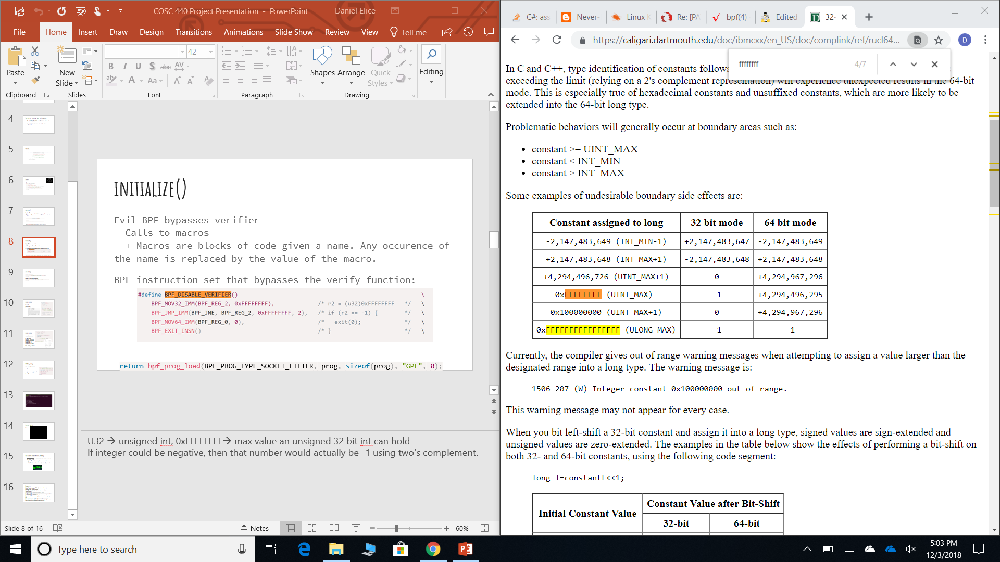 COSC 440 Project Presentation - PowerPoint
Daniel Elice
File Home Insert Draw Design Transitions Animations Slide Show Review View Tell me
Paste
New Slide
42
B I U S abc AV
A Aa A A
Shapes Arrange Quick Styles
Editing
Clipboard Slides Font Paragraph Drawing
4
5
6
7
8
9
10
11
12
13
14
15
16
INITIALIZE()
Evil BPF bypasses verifier
- Calls to macros
+ Macros are blocks of code given a name. Any occurence of
the name is replaced by the value of the macro.
BPF instruction set that bypasses the verify function:
#define BPF_DISABLE_VERIFIER() \
BPF_MOV32_IMM(BPF_REG_2, 0xFFFFFFFF), /* r2 = (u32)0xFFFFFFFF */ \
BPF_JMP_IMM(BPF_JNE, BPF_REG_2, 0xFFFFFFFF, 2), /* if (r2 == -1) { */ \
BPF_MOV64_IMM(BPF_REG_0, 0), /* exit(0); */ \
BPF_EXIT_INSN() /* } */ \
return bpf_prog_load(BPF_PROG_TYPE_SOCKET_FILTER, prog, sizeof(prog), "GPL", 0);
U32 → unsigned int, 0xFFFFFFFF→ max value an unsigned 32 bit int can hold
If integer could be negative, then that number would actually be -1 using two’s complement.
Slide 8 of 16
Notes
60%
C#: ass
Never-
Linux K
Re: [PA
bpf(4)
Edited
32-
https://caligari.dartmouth.edu/doc/ibmcxx/en_US/doc/complink/ref/rucl64...
D
ffffffff 4/7
In C and C++, type identification of constants follows
exceeding the limit (relying on a 2's complement representation) will experience unexpected results in the 64-bit
mode. This is especially true of hexadecimal constants and unsuffixed constants, which are more likely to be
extended into the 64-bit long type.
Problematic behaviors will generally occur at boundary areas such as:
• constant >= UINT_MAX
• constant < INT_MIN
• constant > INT_MAX
Some examples of undesirable boundary side effects are:
Constant assigned to long 32 bit mode 64 bit mode
-2,147,483,649 (INT_MIN-1) +2,147,483,647 -2,147,483,649
+2,147,483,648 (INT_MAX+1) -2,147,483,648 +2,147,483,648
+4,294,496,726 (UINT_MAX+1) 0 +4,294,967,296
0xFFFFFFFF (UINT_MAX) -1 +4,294,496,295
0x100000000 (UINT_MAX+1) 0 +4,294,967,296
0xFFFFFFFFFFFFFFFF (ULONG_MAX) -1 -1
Currently, the compiler gives out of range warning messages when attempting to assign a value larger than the
designated range into a long type. The warning message is:
1506-207 (W) Integer constant 0x100000000 out of range.
This warning message may not appear for every case.
When you bit left-shift a 32-bit constant and assign it into a long type, signed values are sign-extended and
unsigned values are zero-extended. The examples in the table below show the effects of performing a bit-shift on
both 32- and 64-bit constants, using the following code segment:
long l=constantL<<1;
Initial Constant Value
Constant Value after Bit-Shift
32-bit 64-bit
Type here to search
5:03 PM
12/3/2018